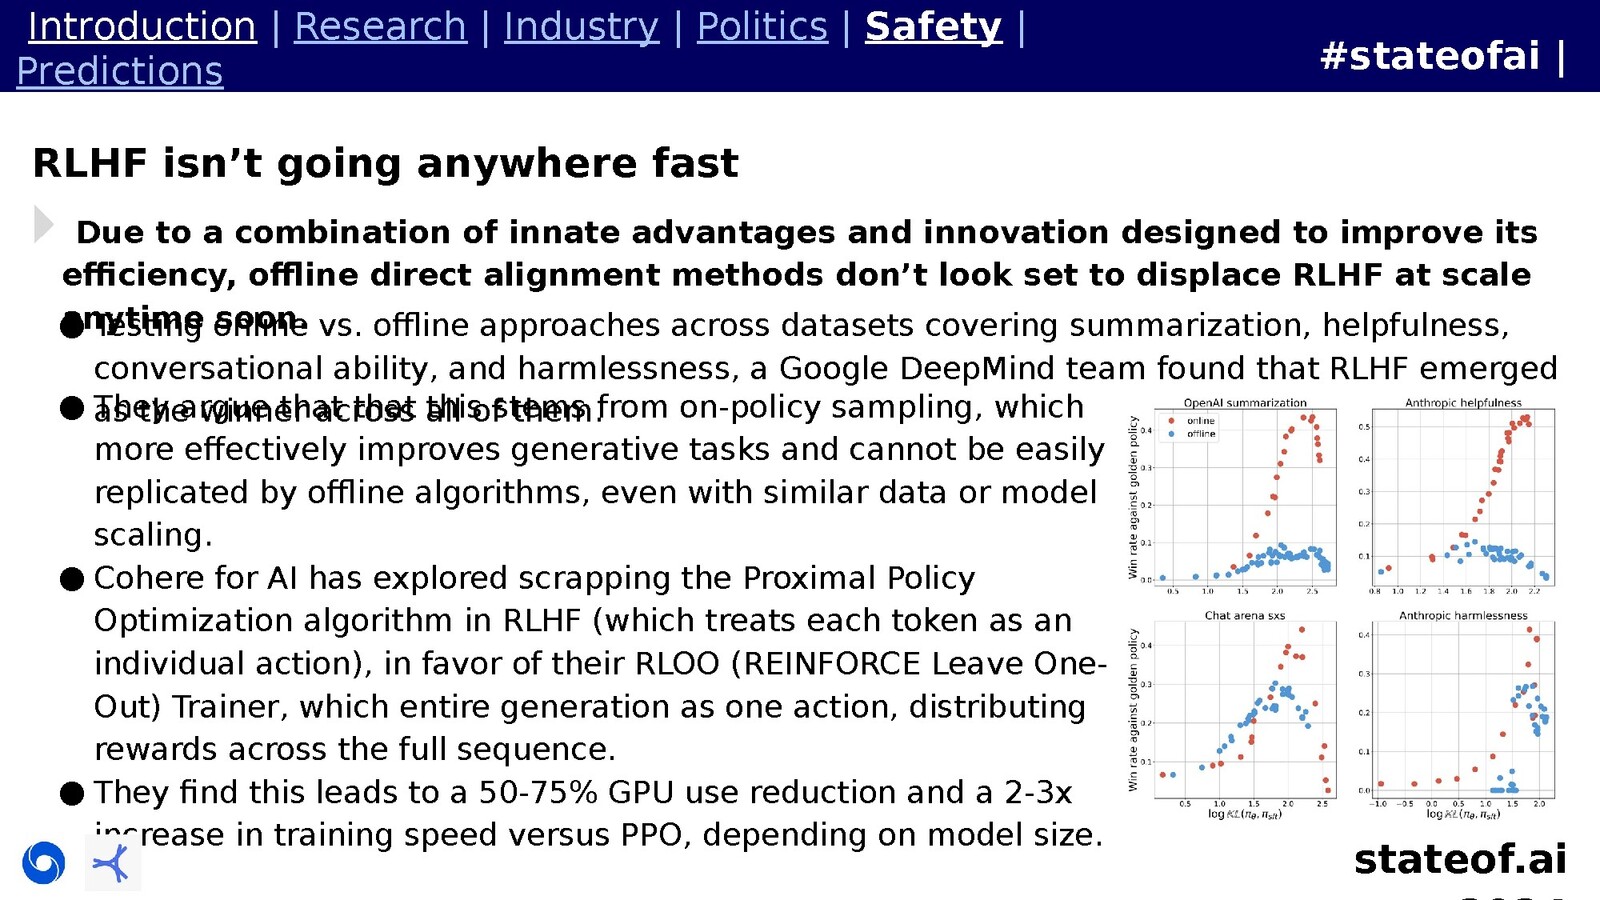 Introduction | Research | Industry | Politics | Safety |
Predictions
#stateofai |
RLHF isn’t going anywhere fast
Due to a combination of innate advantages and innovation designed to improve its
efficiency, offline direct alignment methods don’t look set to displace RLHF at scale
anytime soon.
● Testing online vs. offline approaches across datasets covering summarization, helpfulness,
conversational ability, and harmlessness, a Google DeepMind team found that RLHF emerged
as the winner across all of them.
● They argue that that this stems from on-policy sampling, which
more effectively improves generative tasks and cannot be easily
replicated by offline algorithms, even with similar data or model
scaling.
● Cohere for AI has explored scrapping the Proximal Policy
Optimization algorithm in RLHF (which treats each token as an
individual action), in favor of their RLOO (REINFORCE Leave One-
Out) Trainer, which entire generation as one action, distributing
rewards across the full sequence.
● They find this leads to a 50-75% GPU use reduction and a 2-3x
increase in training speed versus PPO, depending on model size.
OpenAI summarization
online
offline
Win rate against golden policy
0.4
0.3
0.2
0.1
0.0
0.5 1.0 1.5 2.0 2.5
Anthropic helpfulness
0.5
0.4
0.3
0.2
0.1
0.8 1.0 1.2 1.4 1.6 1.8 2.0 2.2
Chat arena sxs
Win rate against golden policy
0.4
0.3
0.2
0.1
0.5 1.0 1.5 2.0 2.5
log 𝕂𝕃(πθ, πsft)
Anthropic harmlessness
0.4
0.3
0.2
0.1
0.0
−1.0 −0.5 0.0 0.5 1.0 1.5 2.0
log 𝕂𝕃(πθ, πsft)
stateof.ai